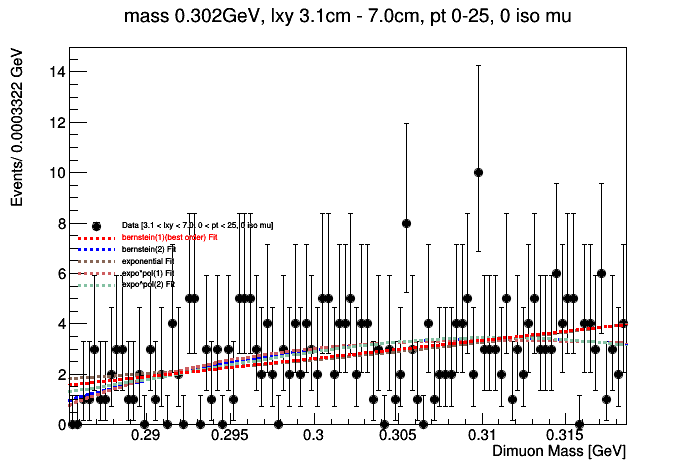 mass 0.302GeV, lxy 3.1cm - 7.0cm, pt 0-25, 0 iso mu
Events/ 0.0003322 GeV
14
12
10
8
6
4
2
0
Data [3.1 < lxy < 7.0, 0 < pt < 25, 0 iso mu]
bernstein(1)(best order) Fit
bernstein(2) Fit
exponential Fit
expo*pol(1) Fit
expo*pol(2) Fit
0.29
0.295
0.3
0.305
0.31
0.315
Dimuon Mass [GeV]